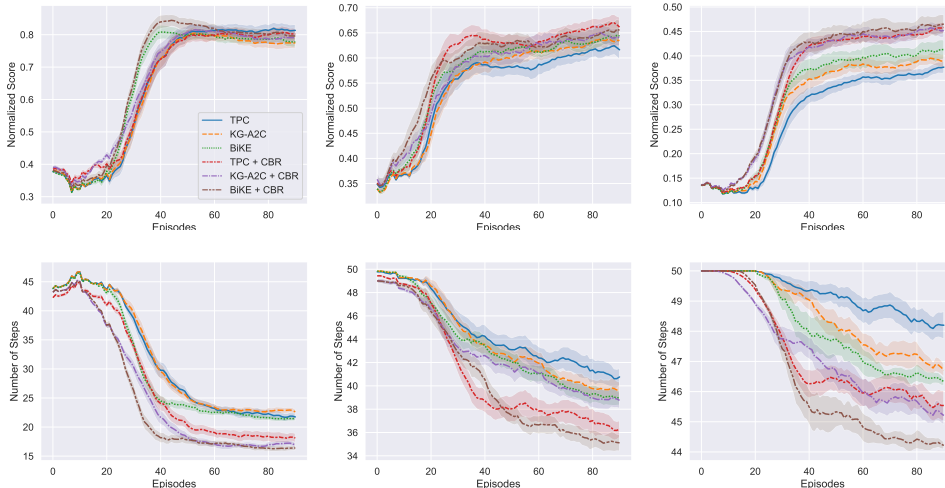 Normalized Score
0.8
0.7
0.6
0.5
0.4
0.3
0 20 40 60 80
Episodes
TPC
KG-A2C
BiKE
TPC + CBR
KG-A2C + CBR
BiKE + CBR
Normalized Score
0.70
0.65
0.60
0.55
0.50
0.45
0.40
0.35
0 20 40 60 80
Episodes
Normalized Score
0.50
0.45
0.40
0.35
0.30
0.25
0.20
0.15
0.10
0 20 40 60 80
Episodes
Number of Steps
45
40
35
30
25
20
15
0 20 40 60 80
Episodes
Number of Steps
50
48
46
44
42
40
38
36
34
0 20 40 60 80
Episodes
Number of Steps
50
49
48
47
46
45
44
0 20 40 60 80
Episodes